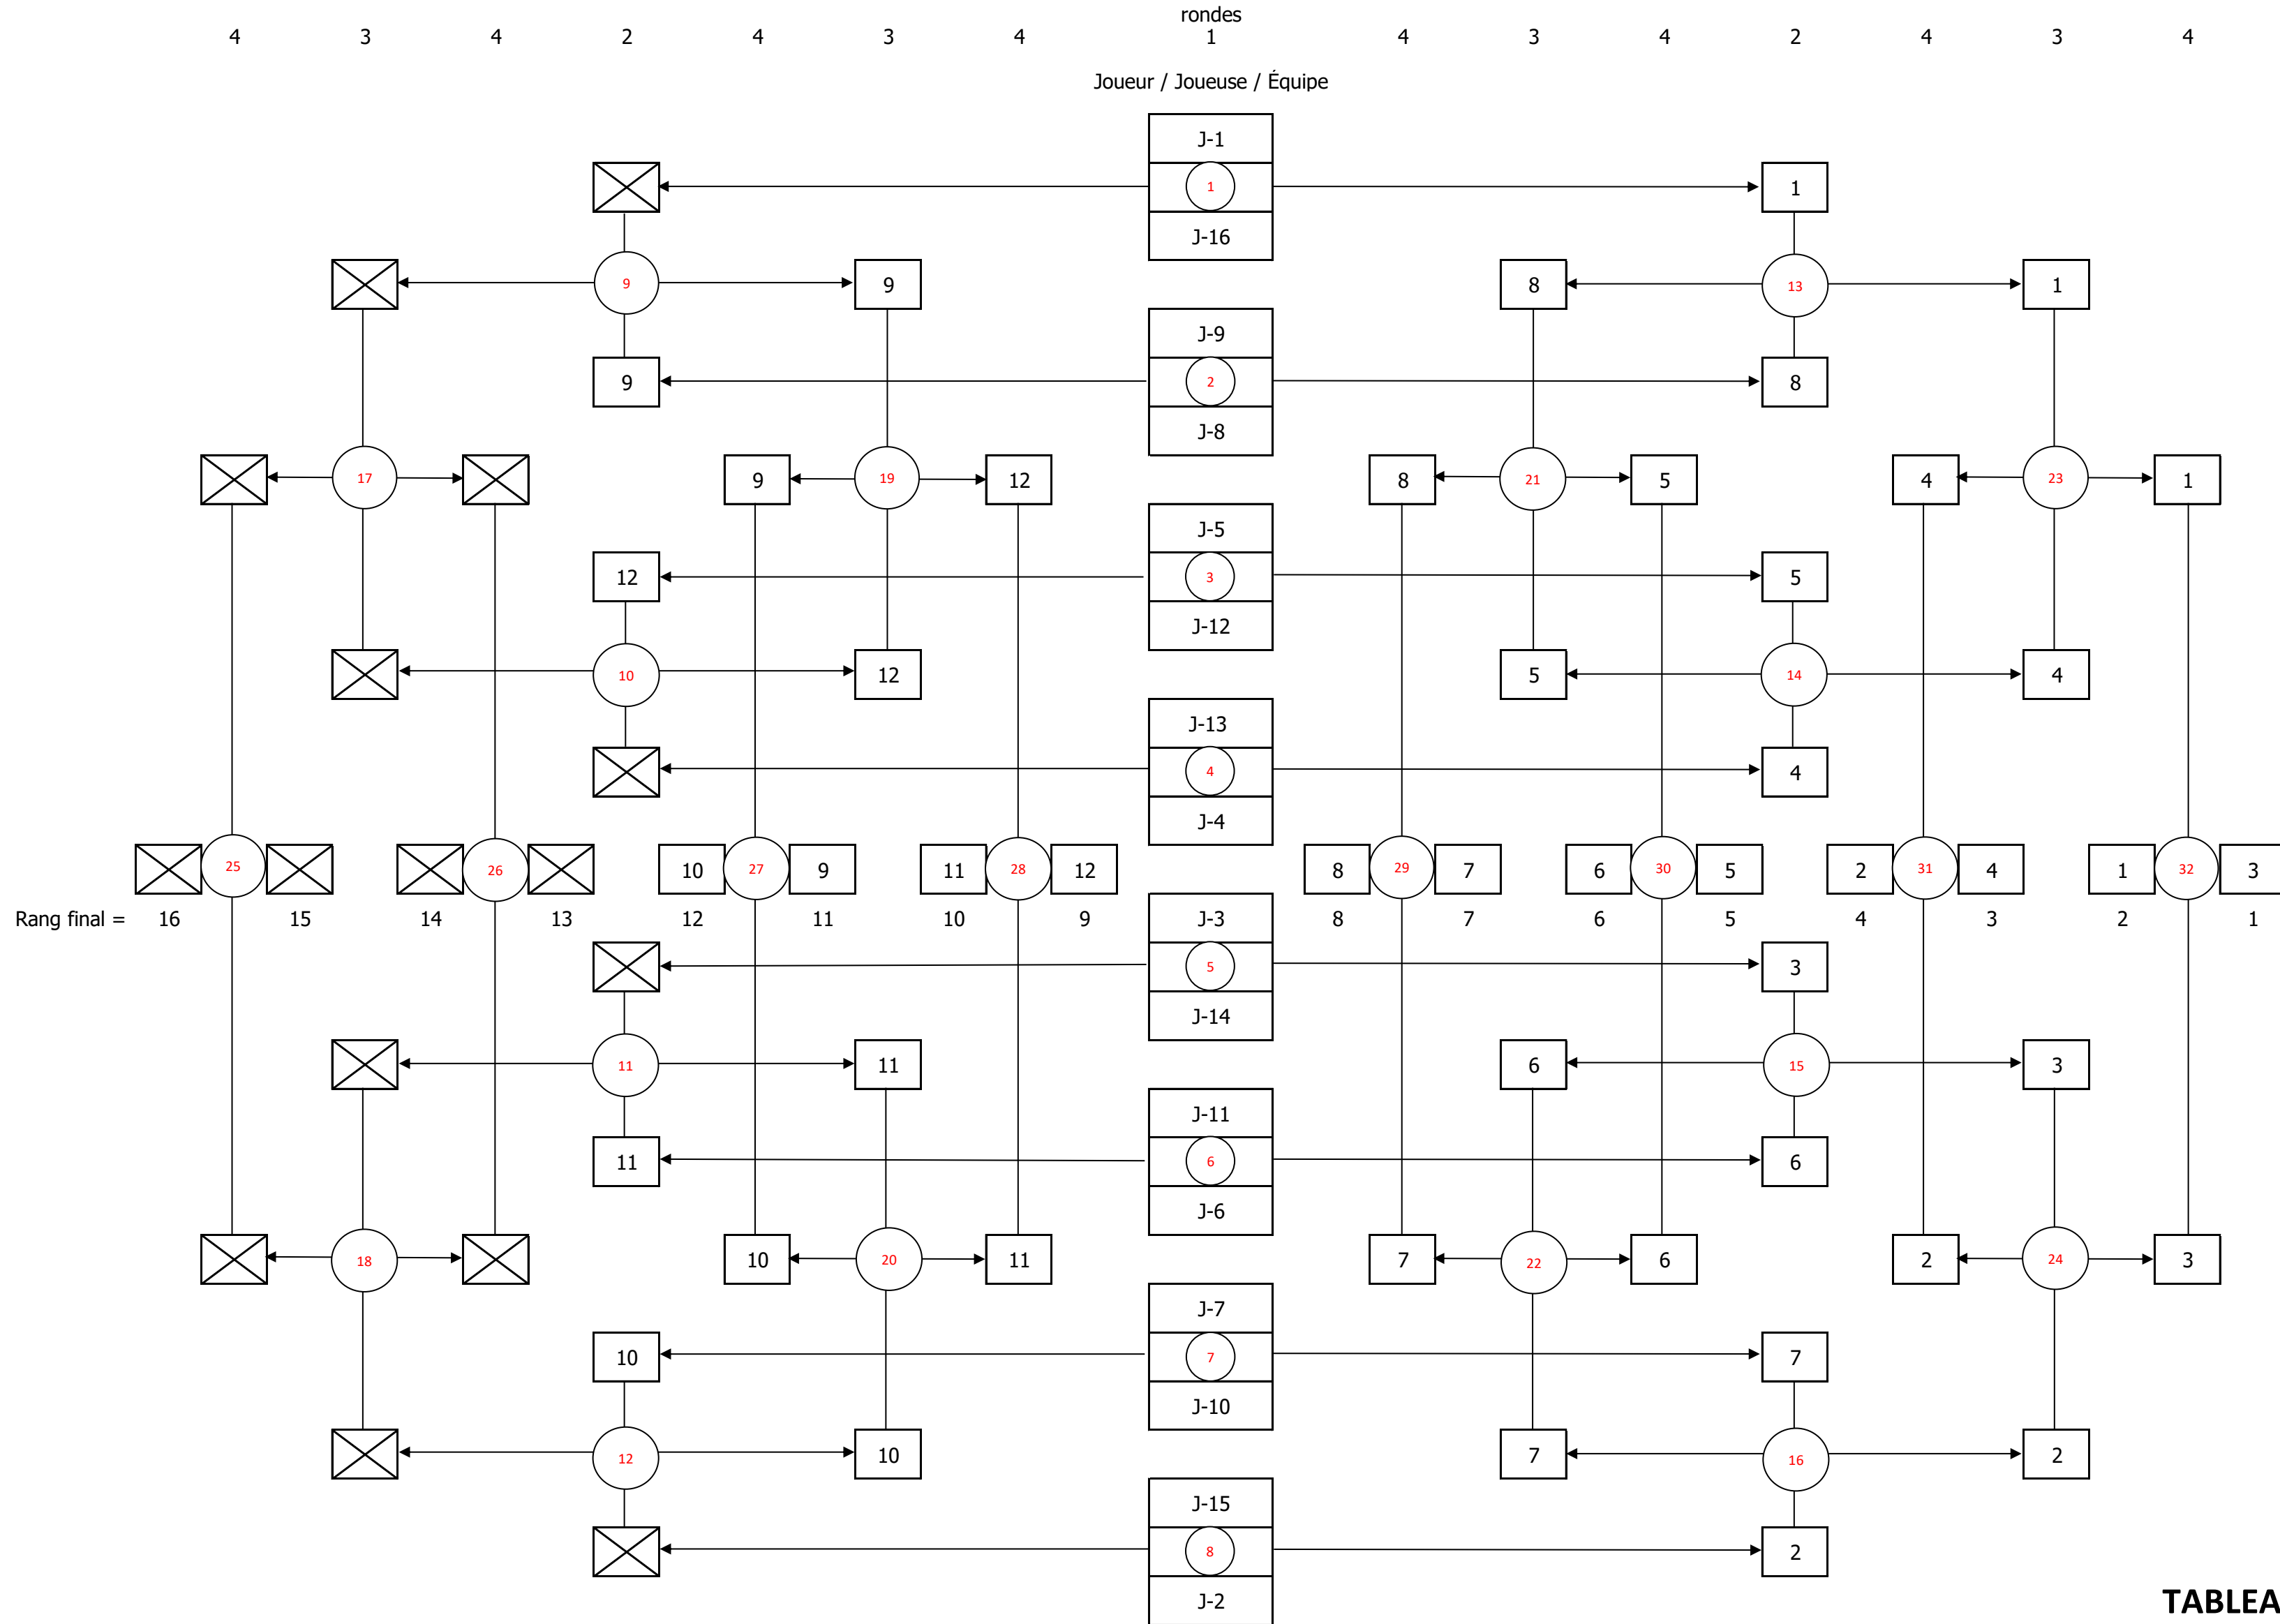 rondes
4 3 4 2 4 3 4 1 4 3 4 2 4 3 4
Joueur / Joueuse / Équipe
J-1
1 1
J-16
9 9 8 13 1
J-9
9 2 8
J-8
17 9 19 12 8 21 5 4 23 1
J-5
12 3 5
J-12
10 12 5 14 4
J-13
4 4
J-4
25 26 10 27 9 11 28 12 8 29 7 6 30 5 2 31 4 1 32 3
Rang final = 16 15 14 13 12 11 10 9 8 7 6 5 4 3 2 1
J-3
5 3
J-14
11 11 6 15 3
J-11
11 6 6
J-6
18 10 20 11 7 22 6 2 24 3
J-7
10 7 7
J-10
12 10 7 16 2
J-15
8 2
J-2
TABLEA